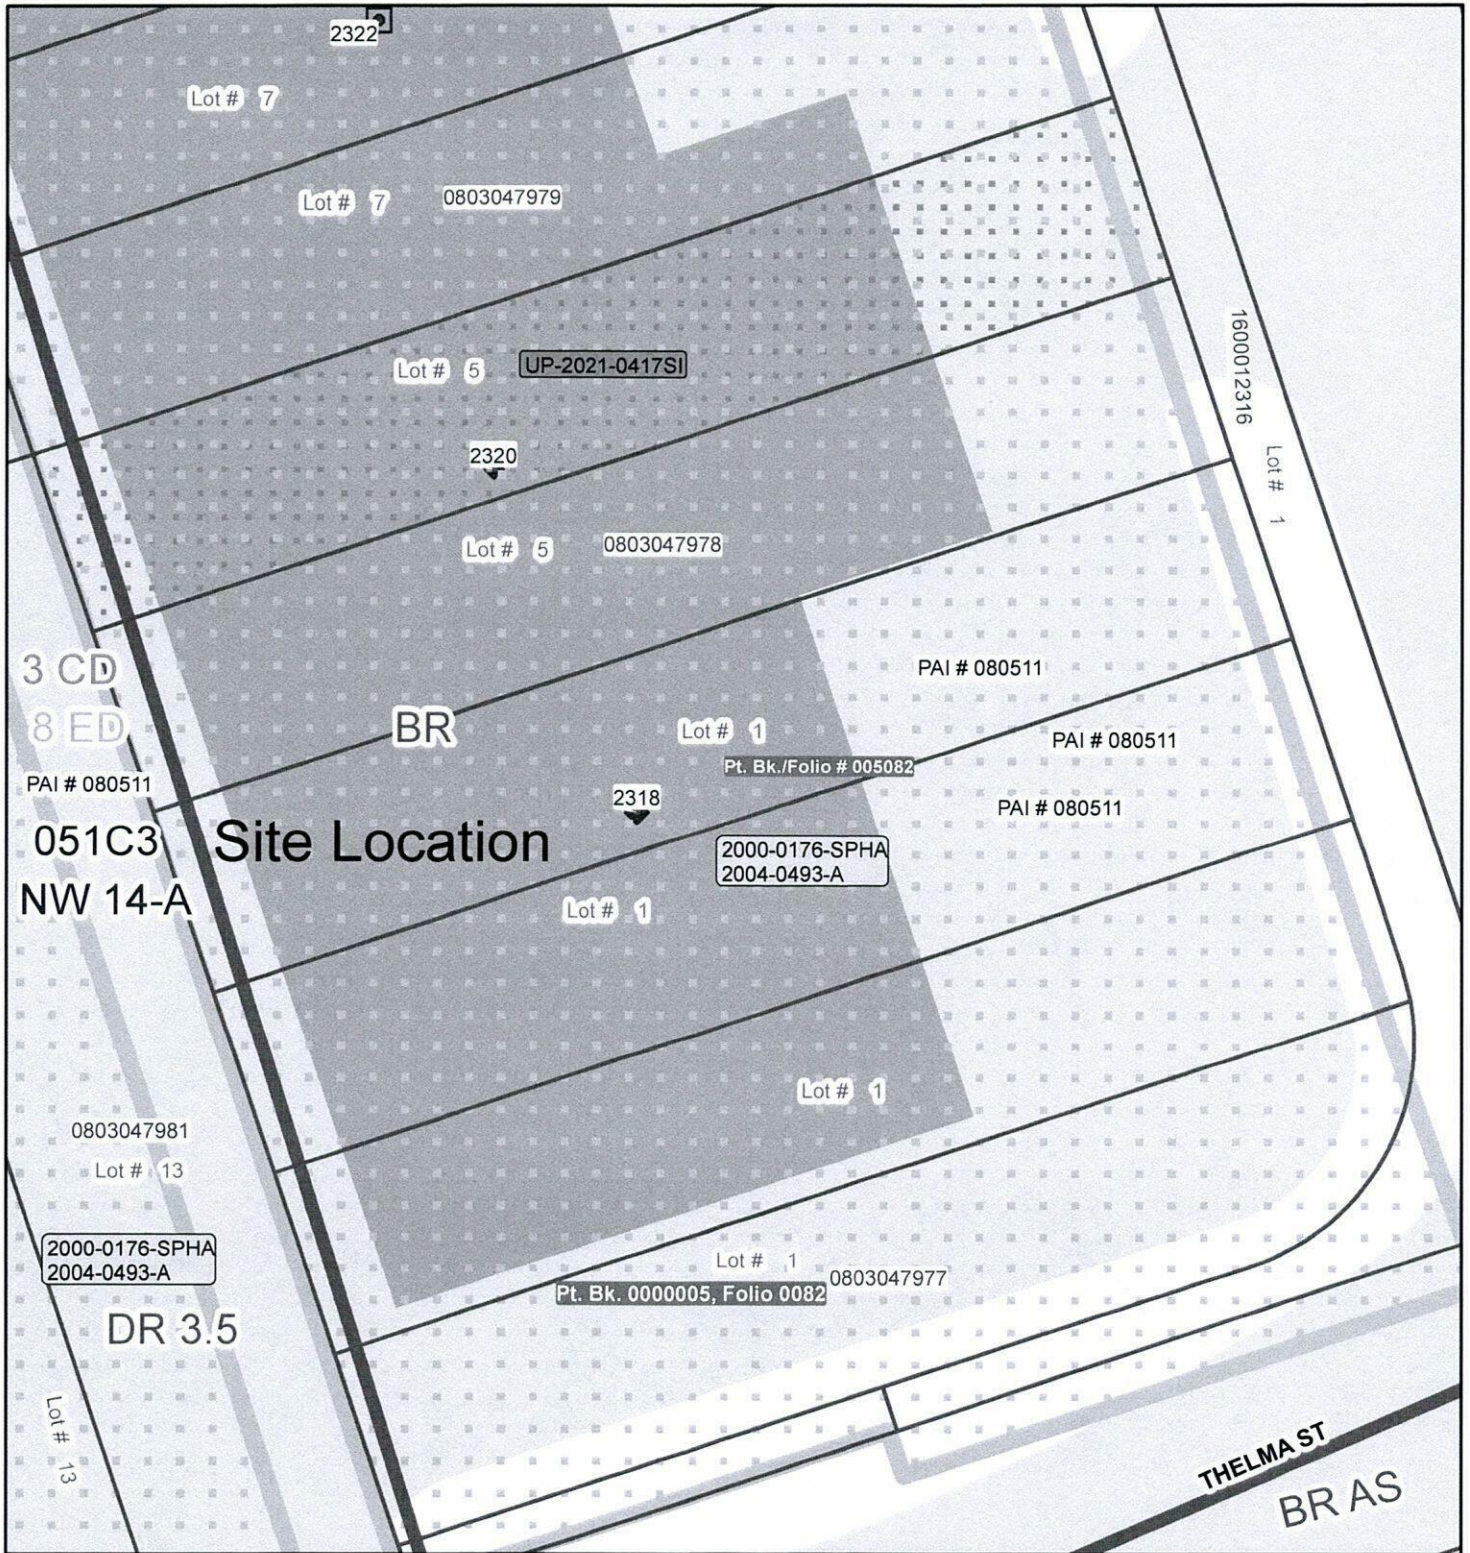 2322
Lot # 7
Lot # 7
0803047979
Lot # 5
UP-2021-0417SI
1600012316
Lot # 1
2320
Lot # 5
0803047978
3 CD
8 ED
PAI # 080511
051C3
NW 14-A
BR
Site Location
PAI # 080511
Lot # 1
Pt. Bk./Folio # 005082
PAI # 080511
2318
PAI # 080511
2000-0176-SPHA
2004-0493-A
Lot # 1
Lot # 1
0803047981
Lot # 13
2000-0176-SPHA
2004-0493-A
DR 3.5
Lot # 13
Lot # 1
0803047977
Pt. Bk. 0000005, Folio 0082
THELMA ST
BR AS